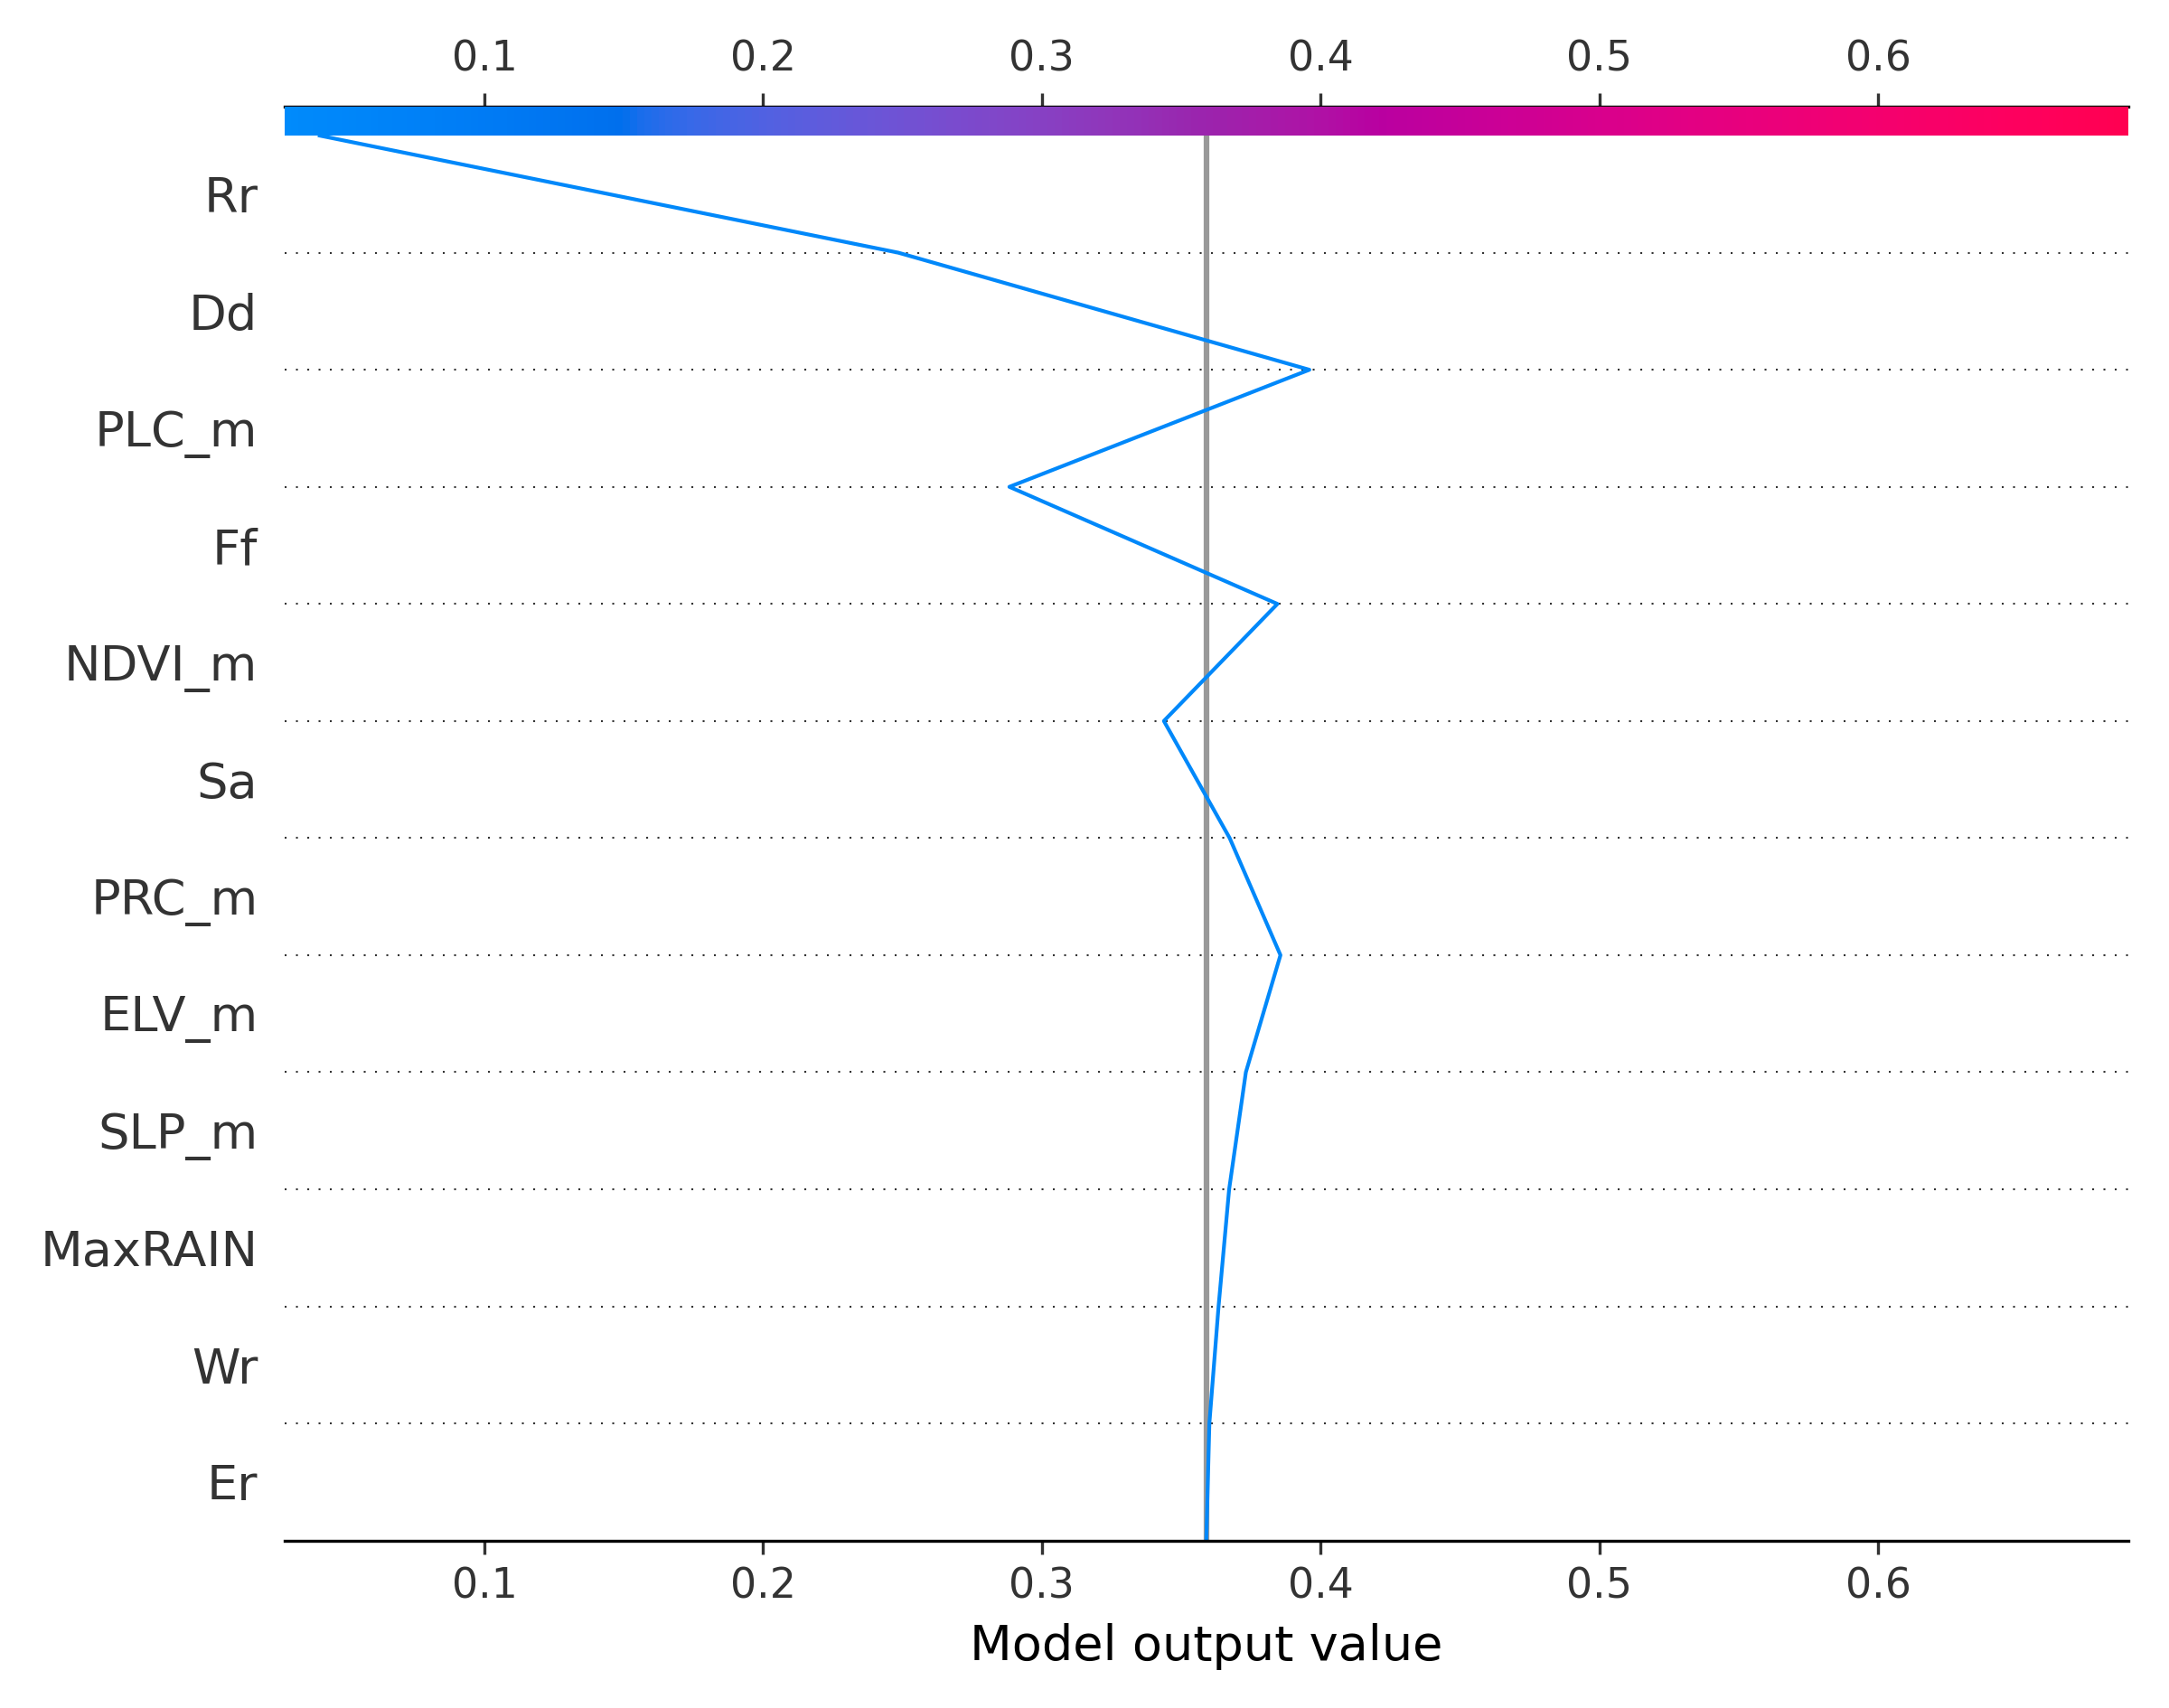 0.1 0.2 0.3 0.4 0.5 0.6
Rr
Dd
PLC_m
Ff
NDVI_m
Sa
PRC_m
ELV_m
SLP_m
MaxRAIN
Wr
Er
0.1 0.2 0.3 0.4 0.5 0.6
Model output value